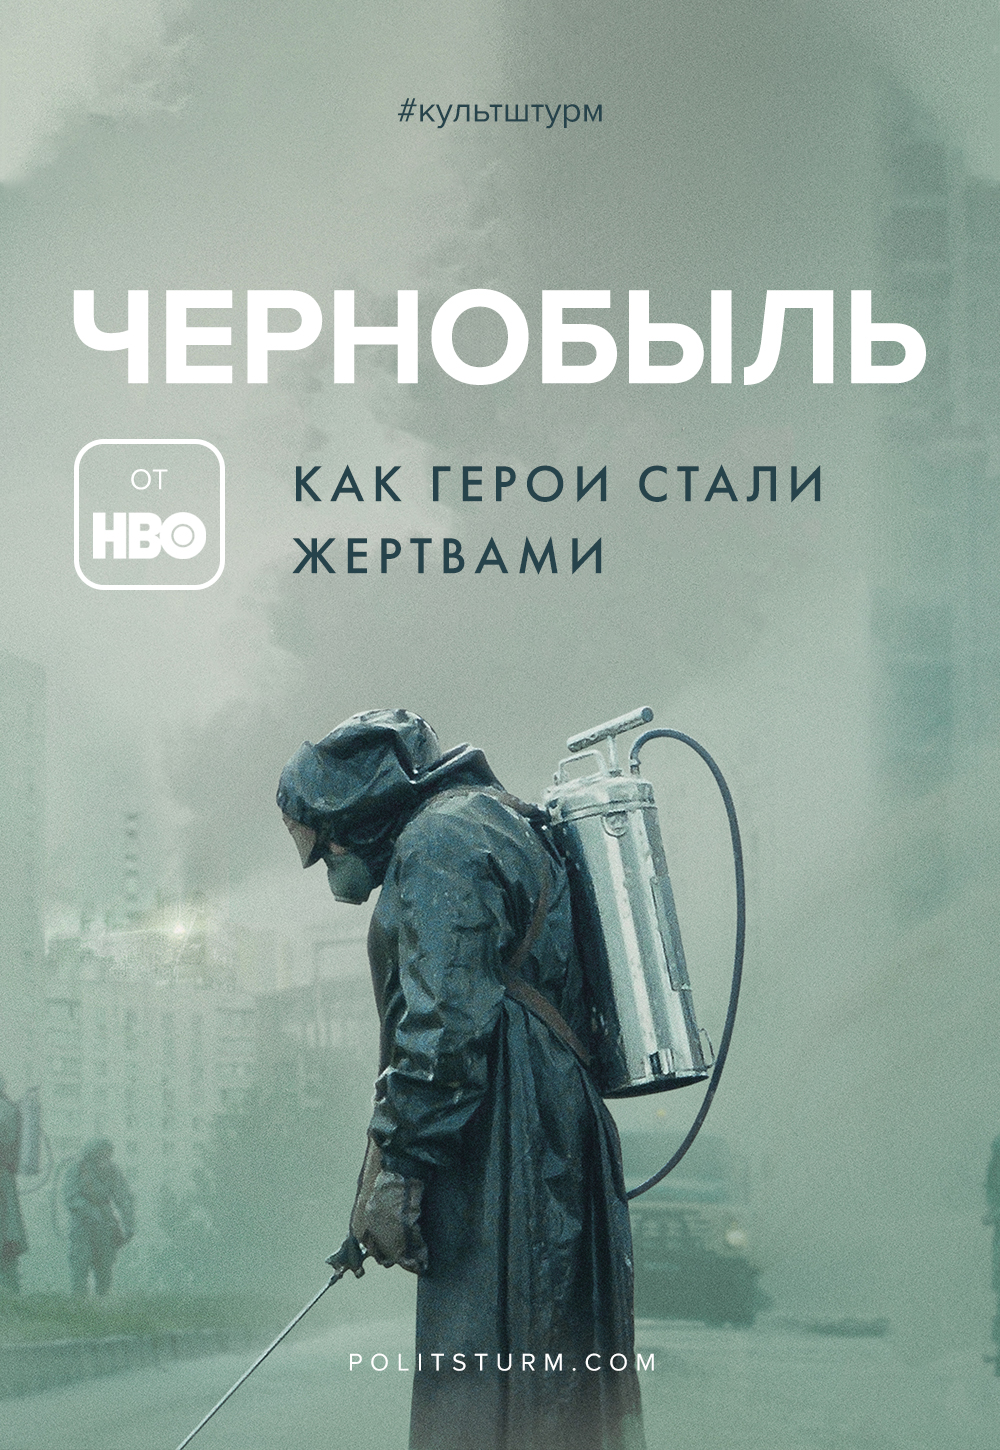 #культштурм
ЧЕРНОБЫЛЬ
ОТ
HBO
КАК ГЕРОИ СТАЛИ
ЖЕРТВАМИ
POLITSTURM.COM